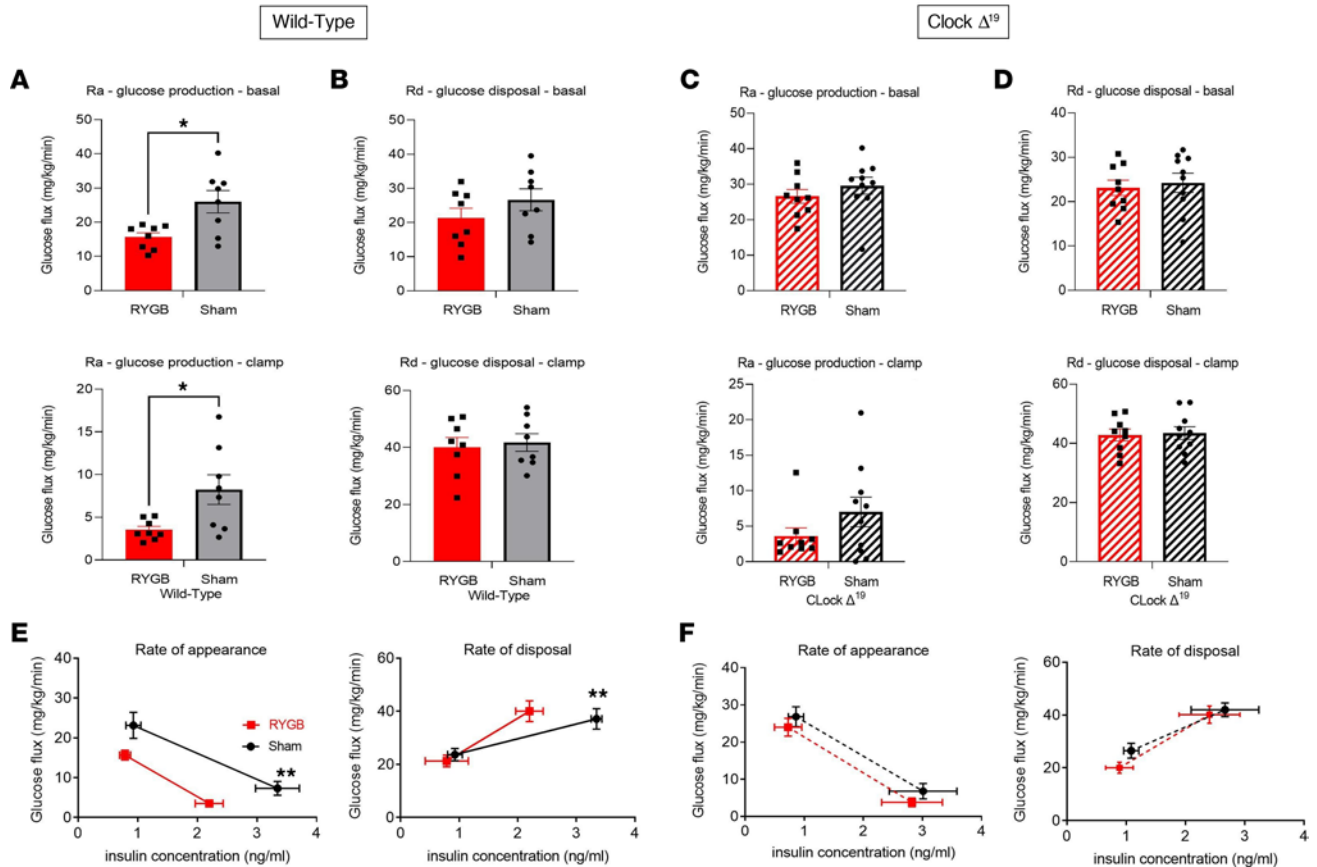 Wild-Type
Clock Δ¹⁹
A
Ra - glucose production - basal
Glucose flux (mg/kg/min)
50
40
30
20
10
0
*
RYGB
Sham
B
Rd - glucose disposal - basal
Glucose flux (mg/kg/min)
50
40
30
20
10
0
RYGB
Sham
C
Ra - glucose production - basal
Glucose flux (mg/kg/min)
50
40
30
20
10
0
RYGB
Sham
D
Rd - glucose disposal - basal
Glucose flux (mg/kg/min)
40
30
20
10
0
RYGB
Sham
Ra - glucose production - clamp
Glucose flux (mg/kg/min)
20
15
10
5
0
*
RYGB
Sham
Wild-Type
Rd - glucose disposal - clamp
Glucose flux (mg/kg/min)
60
40
20
0
RYGB
Sham
Wild-Type
Ra - glucose production - clamp
Glucose flux (mg/kg/min)
25
20
15
10
5
0
RYGB
Sham
CLock Δ¹⁹
Rd - glucose disposal - clamp
Glucose flux (mg/kg/min)
60
40
20
0
RYGB
Sham
CLock Δ¹⁹
E
Rate of appearance
Glucose flux (mg/kg/min)
40
30
20
10
0
RYGB
Sham
**
0 1 2 3 4
insulin concentration (ng/ml)
Rate of disposal
Glucose flux (mg/kg/min)
60
40
20
0
**
0 1 2 3 4
insulin concentration (ng/ml)
F
Rate of appearance
Glucose flux (mg/kg/min)
40
30
20
10
0
0 1 2 3 4
insulin concentration (ng/ml)
Rate of disposal
Glucose flux (mg/kg/min)
60
40
20
0
0 1 2 3 4
insulin concentration (ng/ml)